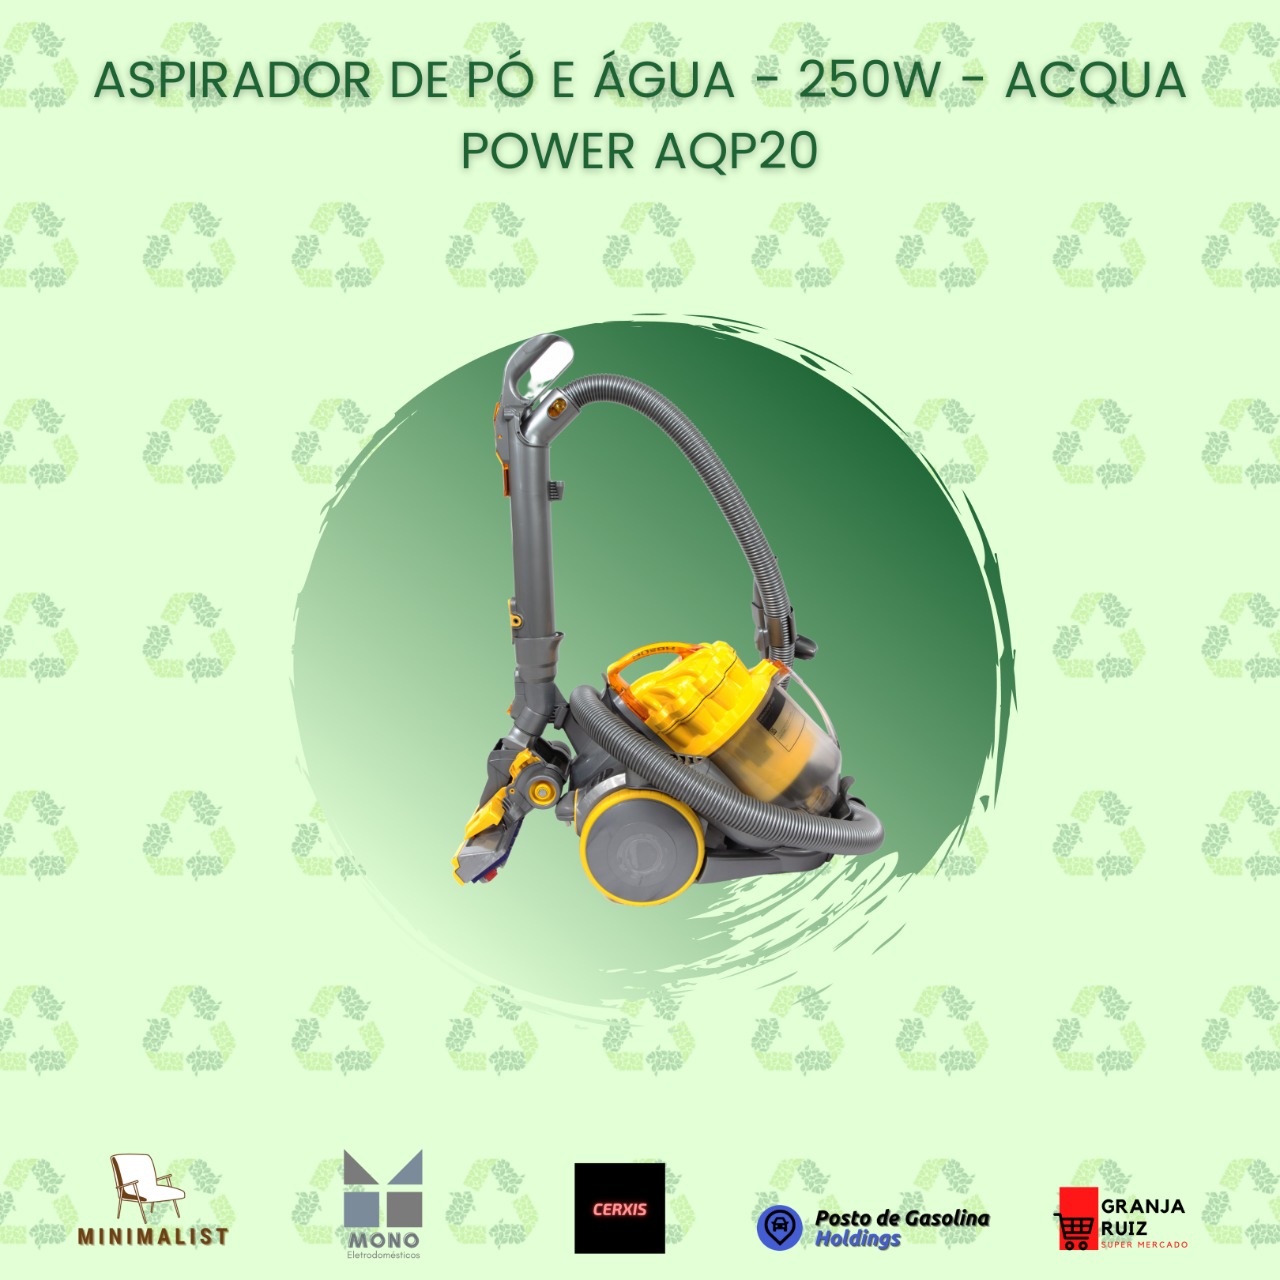 ASPIRADOR DE PÓ E ÁGUA - 250W - ACQUA
POWER AQP20
MINIMALIST
MONO
Eletrodomésticos
CERXIS
Posto de Gasolina
Holdings
GRANJA
RUIZ
SUPER MERCADO